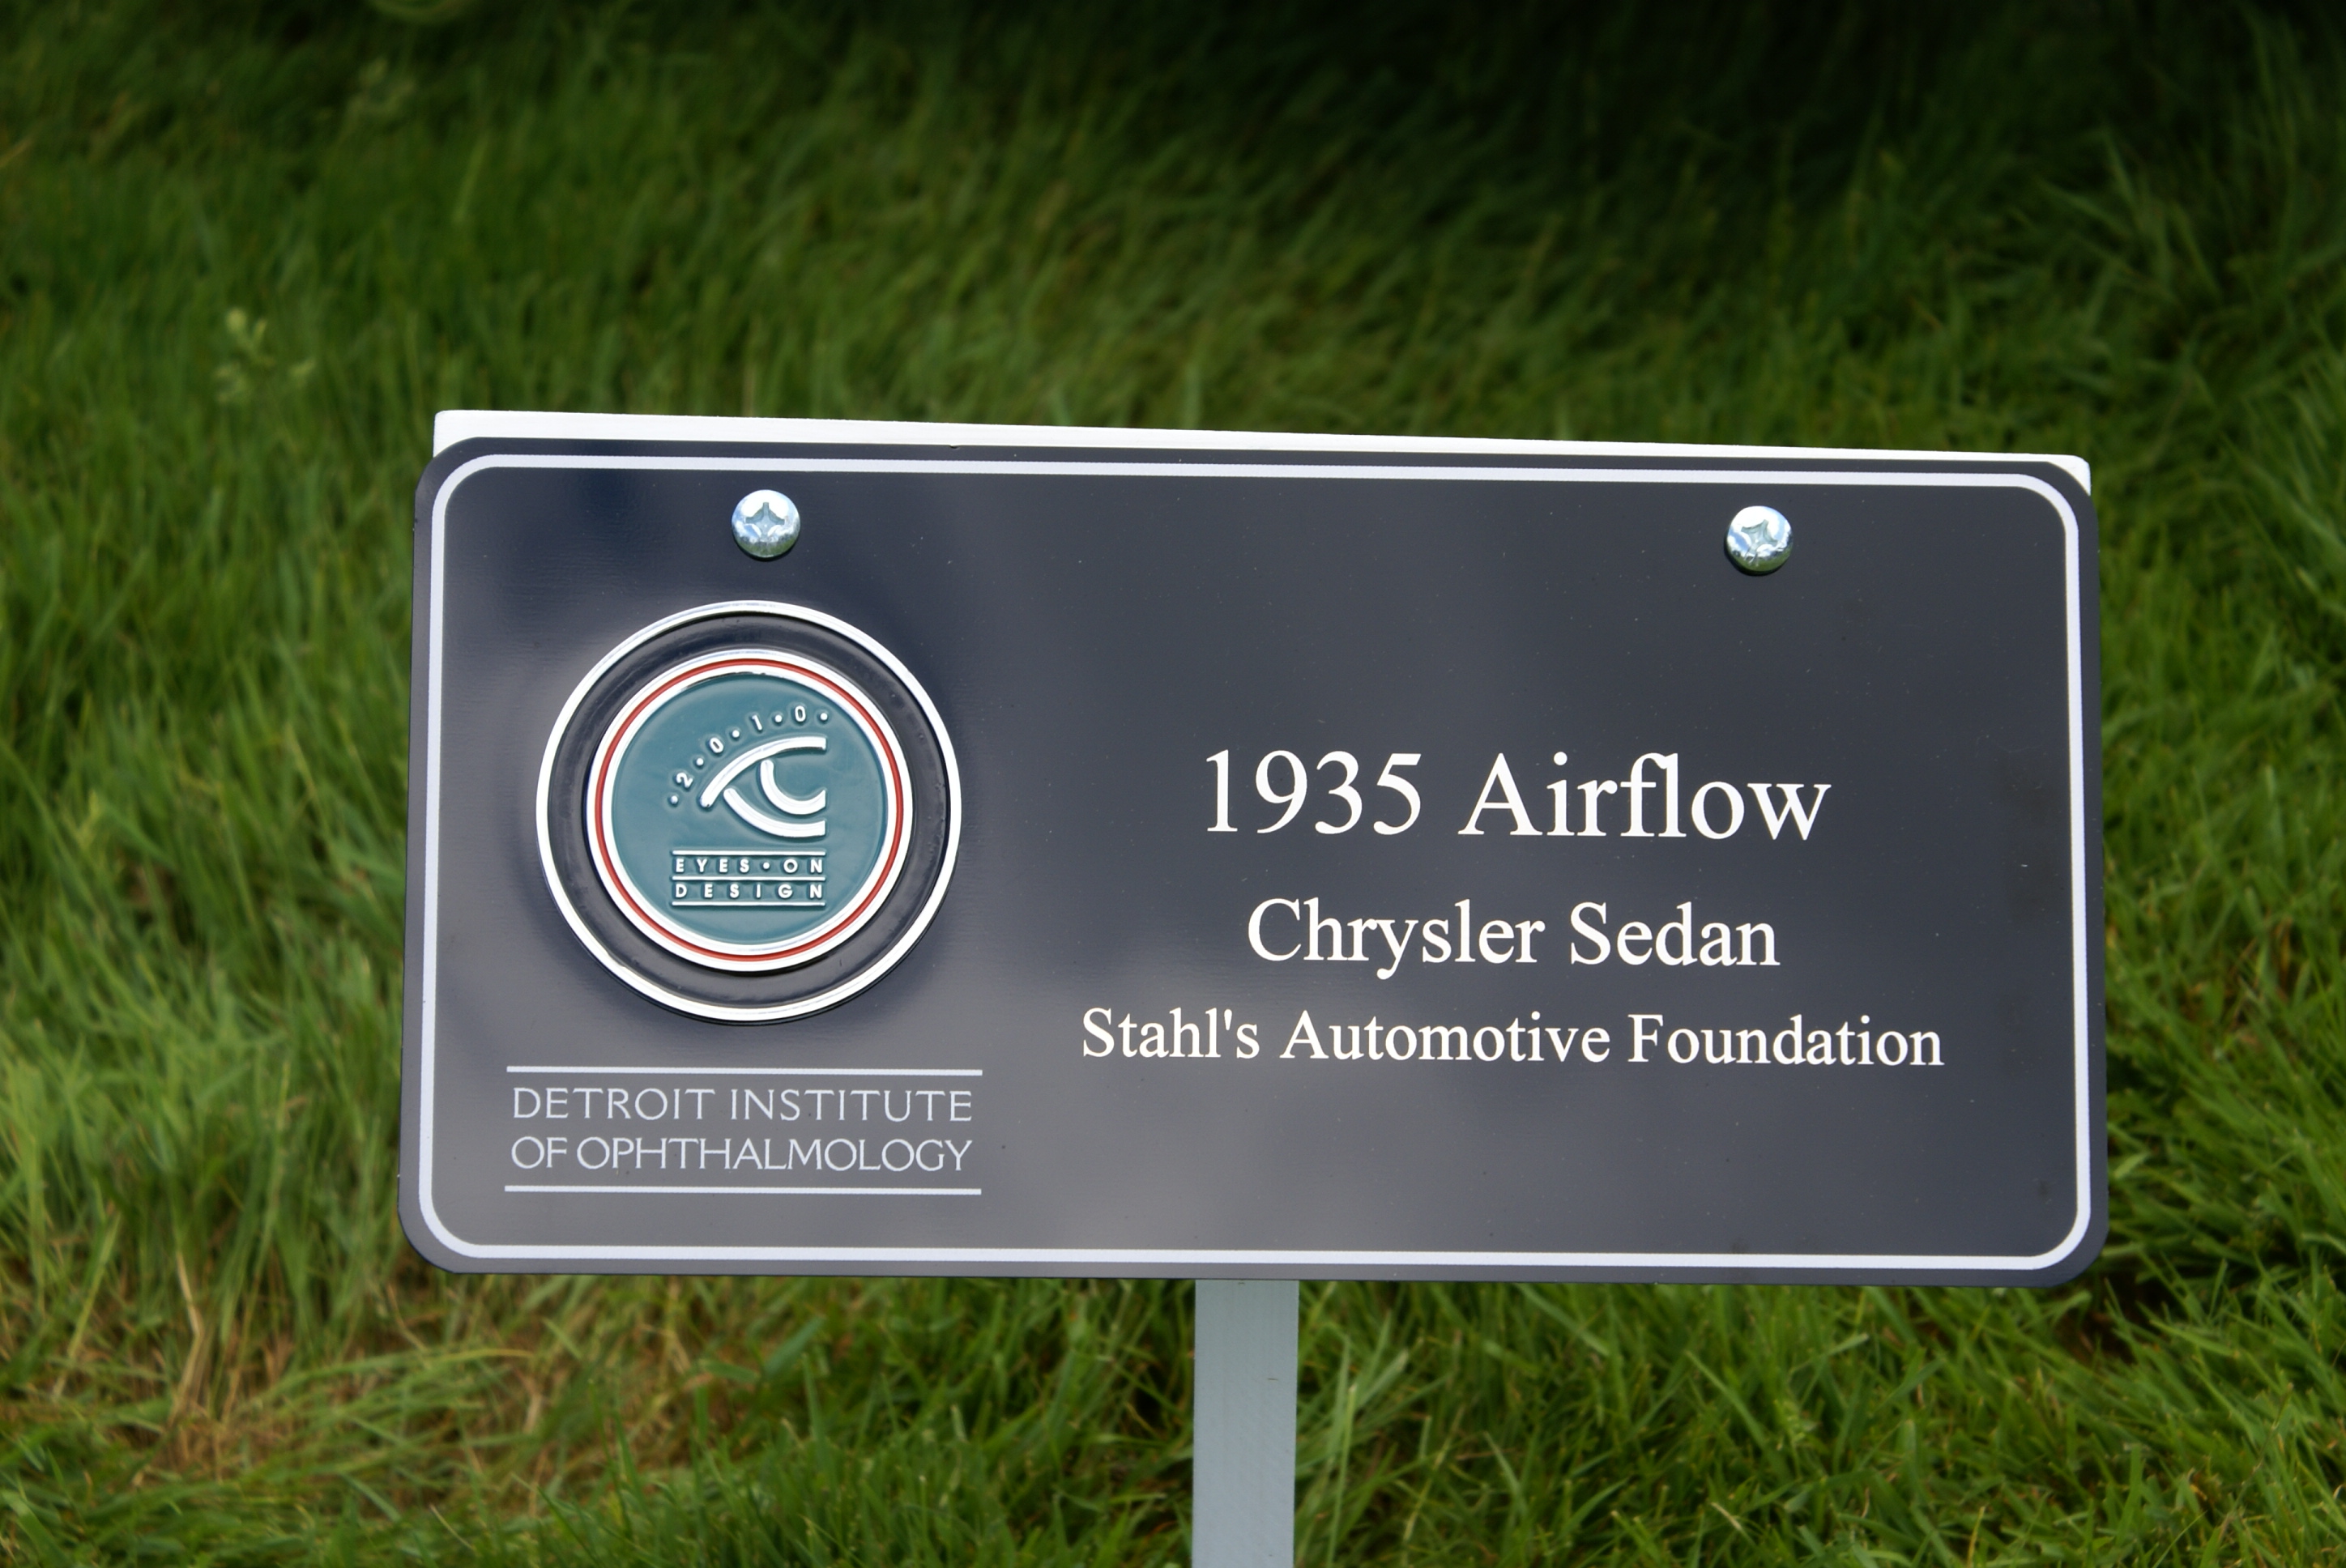 ·2·0·1·0·
EYES·ON
DESIGN
DETROIT INSTITUTE
OF OPHTHALMOLOGY
1935 Airflow
Chrysler Sedan
Stahl's Automotive Foundation